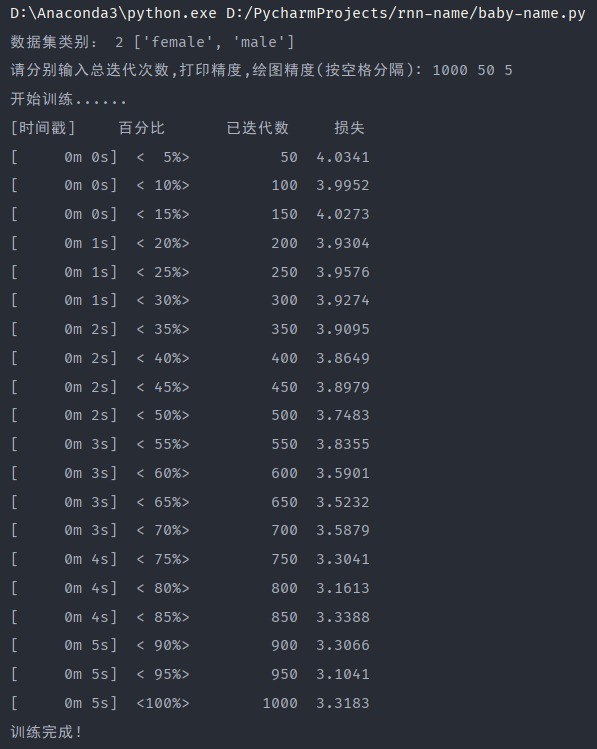 D:\Anaconda3\python.exe D:/PycharmProjects/rnn-name/baby-name.py
数据集类别： 2 ['female', 'male']
请分别输入总迭代次数,打印精度,绘图精度(按空格分隔)：1000 50 5
开始训练......
[时间戳] 百分比 已迭代数 损失
[ 0m 0s] < 5%> 50 4.0341
[ 0m 0s] < 10%> 100 3.9952
[ 0m 0s] < 15%> 150 4.0273
[ 0m 1s] < 20%> 200 3.9304
[ 0m 1s] < 25%> 250 3.9576
[ 0m 1s] < 30%> 300 3.9274
[ 0m 2s] < 35%> 350 3.9095
[ 0m 2s] < 40%> 400 3.8649
[ 0m 2s] < 45%> 450 3.8979
[ 0m 2s] < 50%> 500 3.7483
[ 0m 3s] < 55%> 550 3.8355
[ 0m 3s] < 60%> 600 3.5901
[ 0m 3s] < 65%> 650 3.5232
[ 0m 3s] < 70%> 700 3.5879
[ 0m 4s] < 75%> 750 3.3041
[ 0m 4s] < 80%> 800 3.1613
[ 0m 4s] < 85%> 850 3.3388
[ 0m 5s] < 90%> 900 3.3066
[ 0m 5s] < 95%> 950 3.1041
[ 0m 5s] <100%> 1000 3.3183
训练完成！